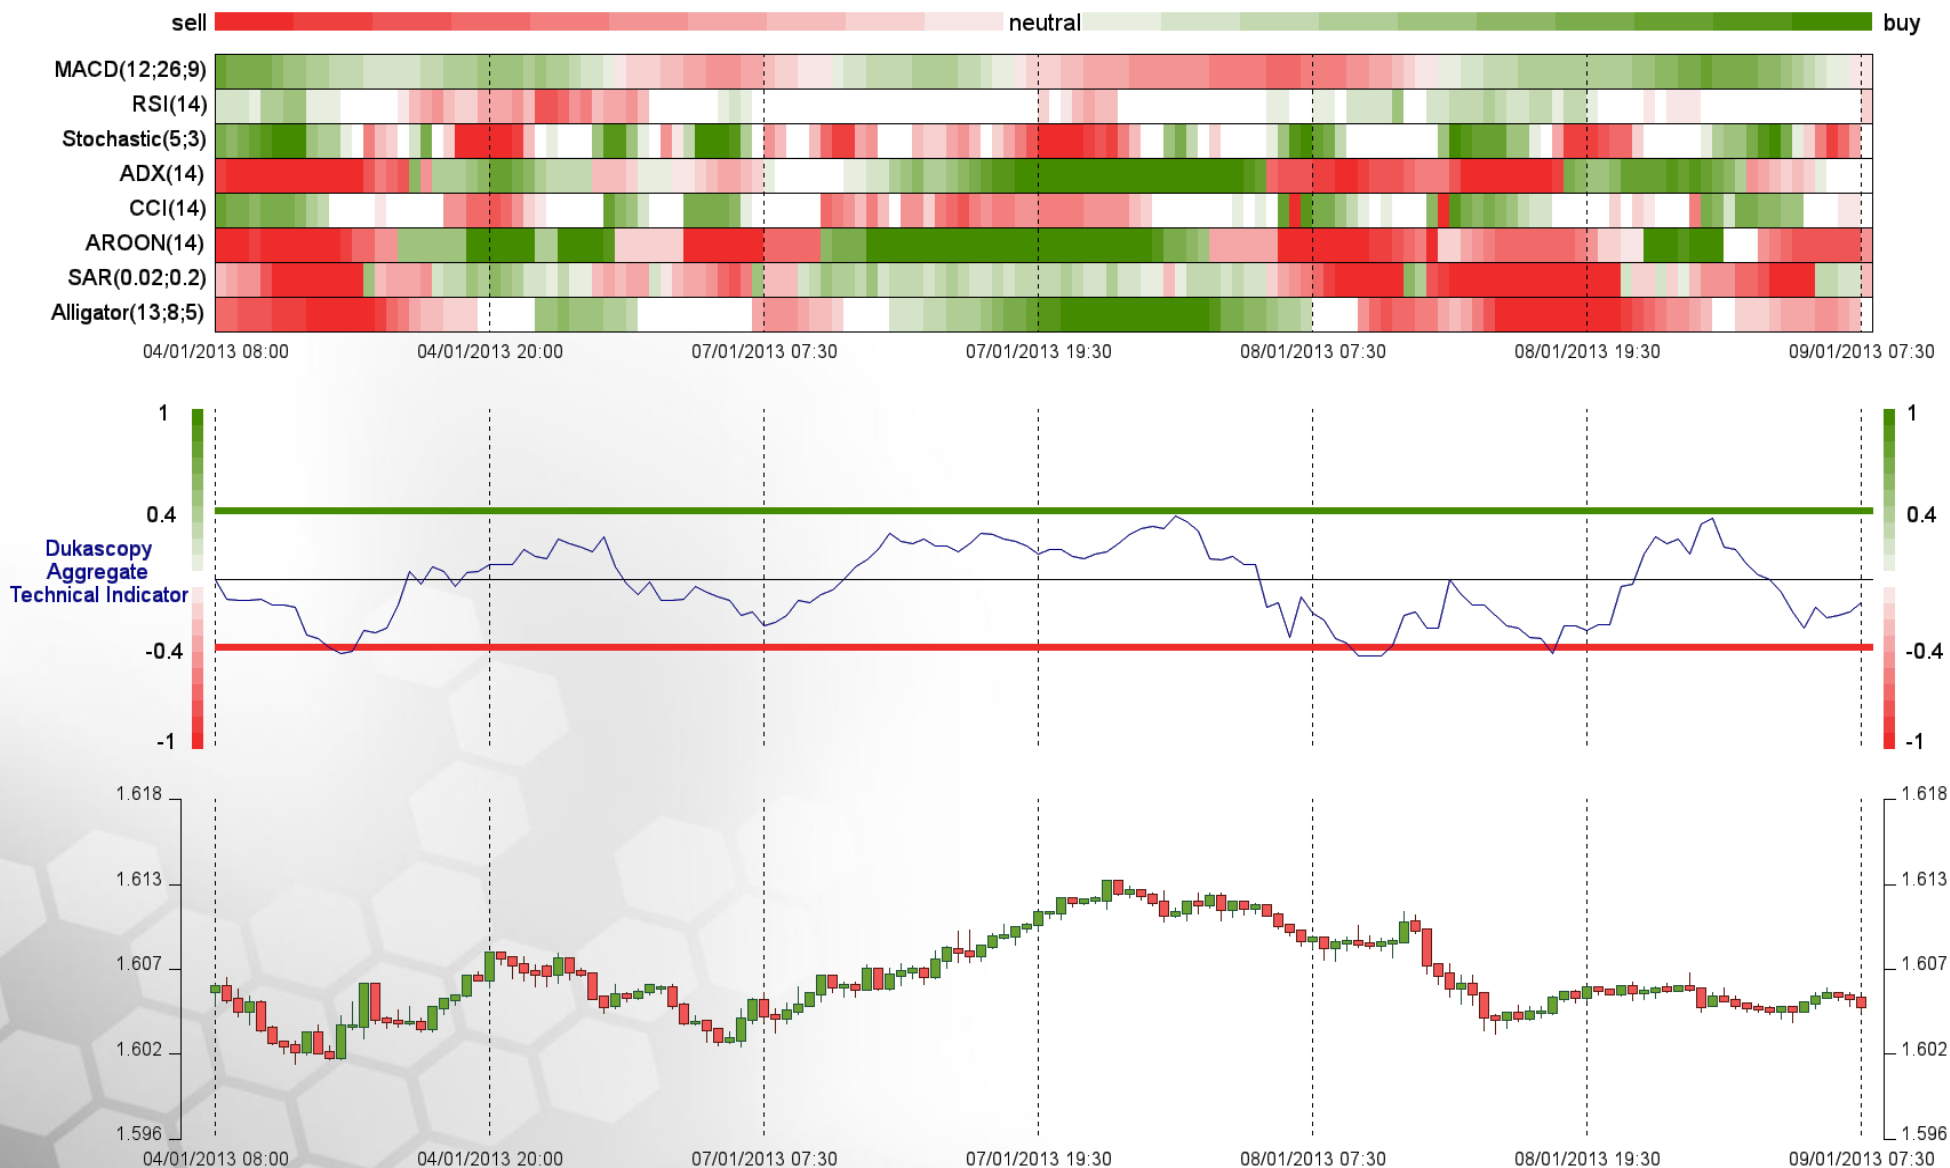 sell neutral buy
MACD(12;26;9)
RSI(14)
Stochastic(5;3)
ADX(14)
CCI(14)
AROON(14)
SAR(0.02;0.2)
Alligator(13;8;5)
04/01/2013 08:00 04/01/2013 20:00 07/01/2013 07:30 07/01/2013 19:30 08/01/2013 07:30 08/01/2013 19:30 09/01/2013 07:30
1 1
0.4 0.4
Dukascopy
Aggregate
Technical Indicator
-0.4 -0.4
-1 -1
1.618 1.618
1.613 1.613
1.607 1.607
1.602 1.602
1.596 1.596
04/01/2013 08:00 04/01/2013 20:00 07/01/2013 07:30 07/01/2013 19:30 08/01/2013 07:30 08/01/2013 19:30 09/01/2013 07:30